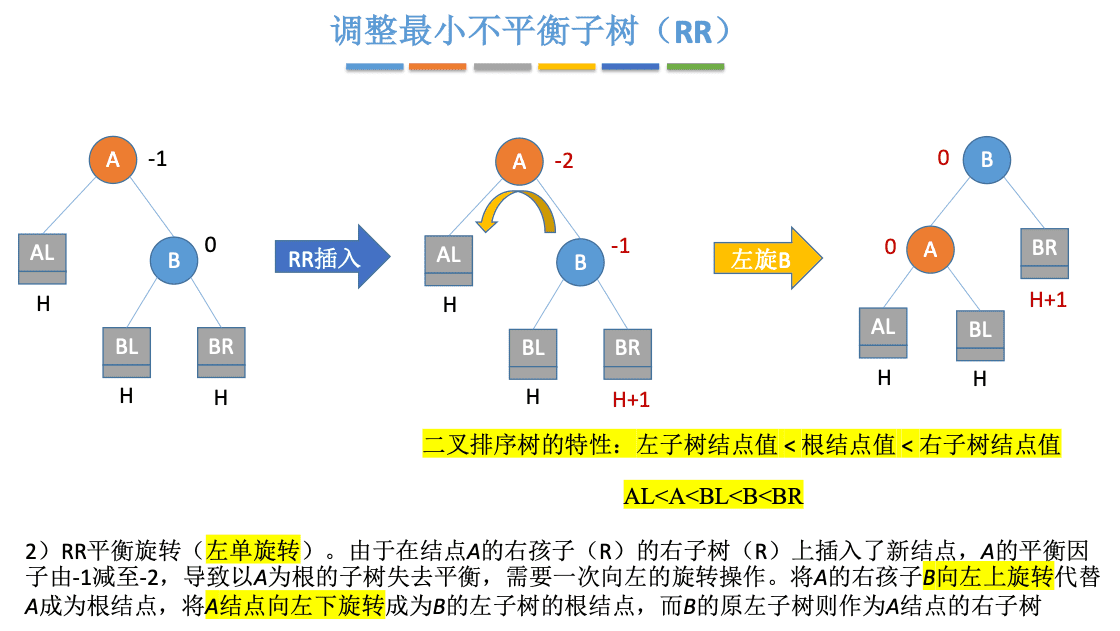 调整最小不平衡子树（RR）
A -1
B 0
AL
H
BL
H
BR
H
RR插入
A -2
B -1
AL
H
BL
H
BR
H+1
左旋B
0 B
0 A
BR
H+1
AL
H
BL
H
二叉排序树的特性：左子树结点值 < 根结点值 < 右子树结点值
AL<A<BL<B<BR
2）RR平衡旋转（左单旋转）。由于在结点A的右孩子（R）的右子树（R）上插入了新结点，A的平衡因
子由-1减至-2，导致以A为根的子树失去平衡，需要一次向左的旋转操作。将A的右孩子B向左上旋转代替
A成为根结点，将A结点向左下旋转成为B的左子树的根结点，而B的原左子树则作为A结点的右子树